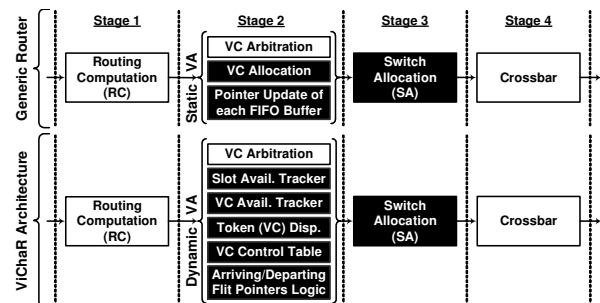 Stage 1
Stage 2
Stage 3
Stage 4
Generic Router
Routing
Computation
(RC)
Static VA
VC Arbitration
VC Allocation
Pointer Update of
each FIFO Buffer
Switch
Allocation
(SA)
Crossbar
ViChaR Architecture
Routing
Computation
(RC)
Dynamic VA
VC Arbitration
Slot Avail. Tracker
VC Avail. Tracker
Token (VC) Disp.
VC Control Table
Arriving/Departing
Flit Pointers Logic
Switch
Allocation
(SA)
Crossbar